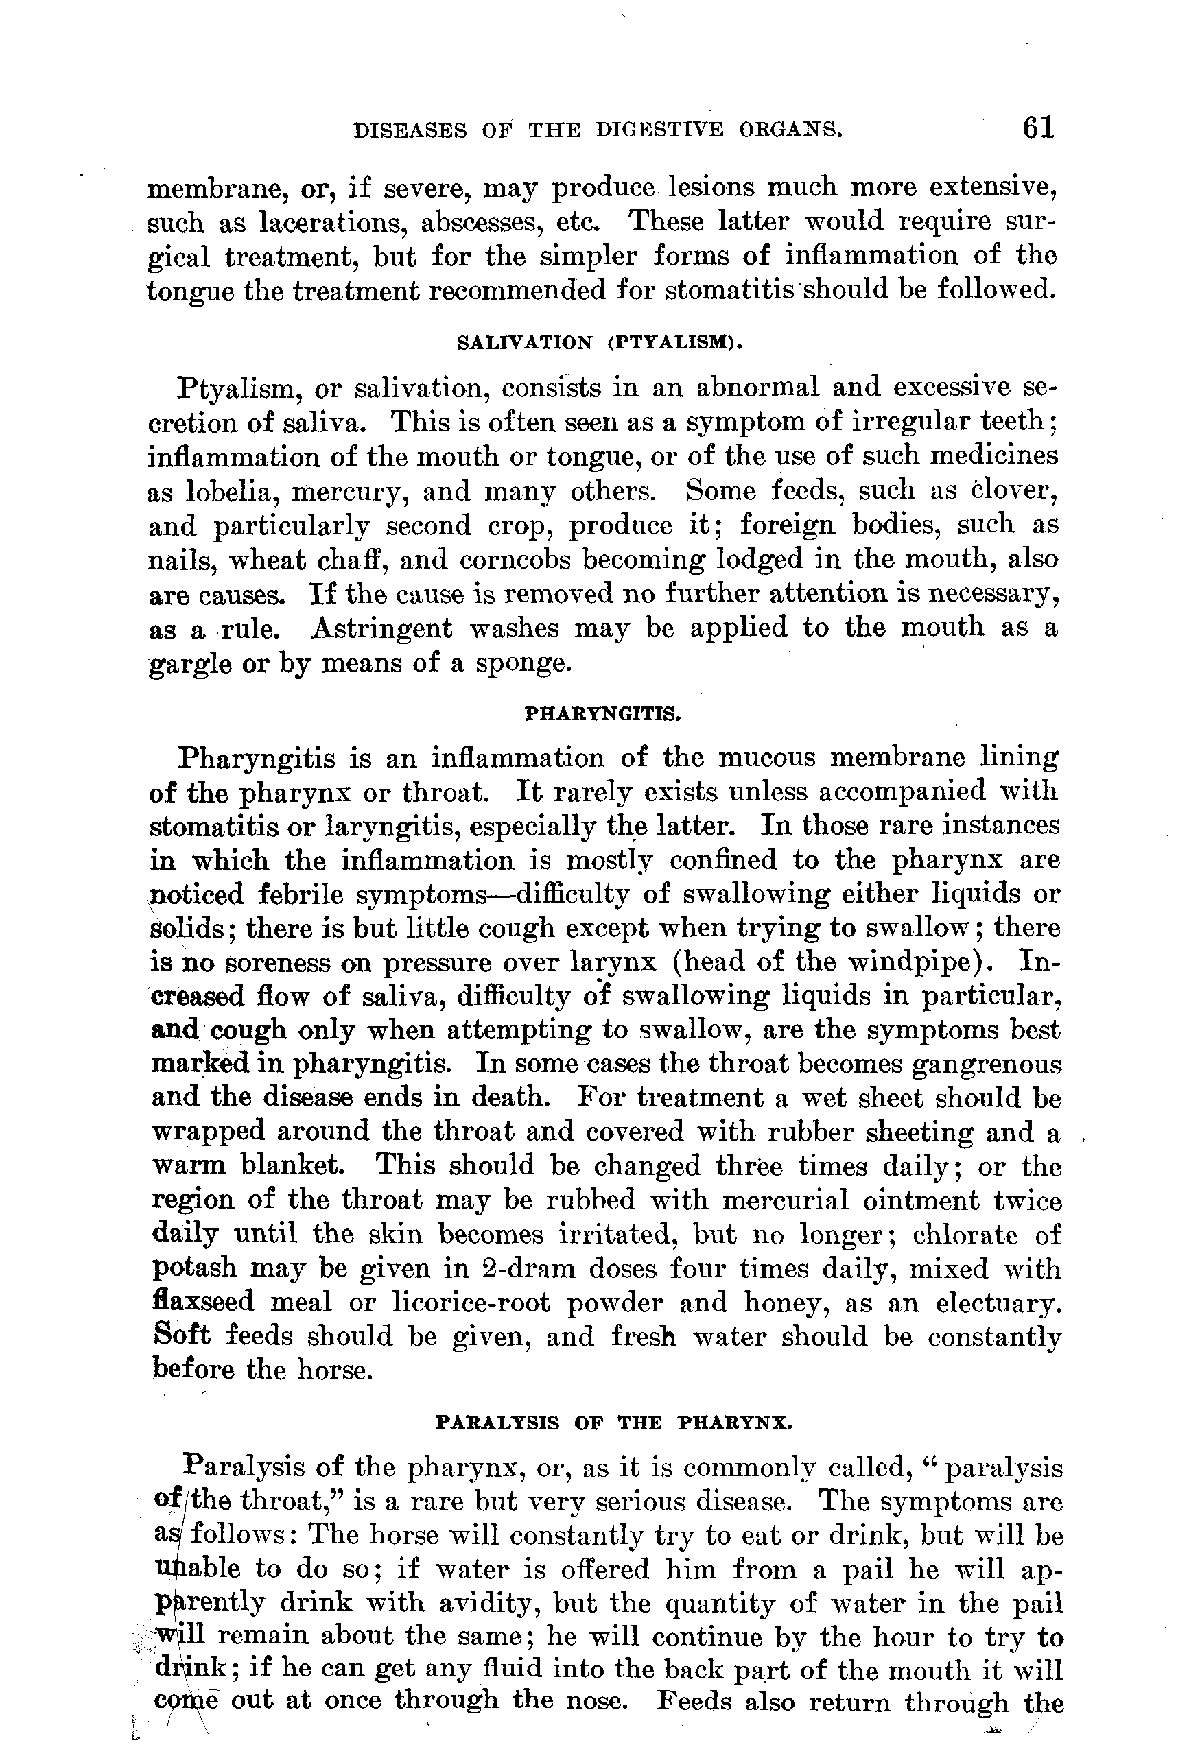 DISEASES OF THE DIGESTIVE ORGANS. 61
membrane, or, if severe, may produce lesions much more extensive,
such as lacerations, abscesses, etc. These latter would require sur-
gical treatment, but for the simpler forms of inflammation of the
tongue the treatment recommended for stomatitis should be followed.
SALIVATION (PTYALISM).
Ptyalism, or salivation, consists in an abnormal and excessive se-
cretion of saliva. This is often seen as a symptom of irregular teeth;
inflammation of the mouth or tongue, or of the use of such medicines
as lobelia, mercury, and many others. Some feeds, such as clover,
and particularly second crop, produce it; foreign bodies, such as
nails, wheat chaff, and corncobs becoming lodged in the mouth, also
are causes. If the cause is removed no further attention is necessary,
as a rule. Astringent washes may be applied to the mouth as a
gargle or by means of a sponge.
PHARYNGITIS.
Pharyngitis is an inflammation of the mucous membrane lining
of the pharynx or throat. It rarely exists unless accompanied with
stomatitis or laryngitis, especially the latter. In those rare instances
in which the inflammation is mostly confined to the pharynx are
noticed febrile symptoms—difficulty of swallowing either liquids or
solids; there is but little cough except when trying to swallow; there
is no soreness on pressure over larynx (head of the windpipe). In-
creased flow of saliva, difficulty of swallowing liquids in particular,
and cough only when attempting to swallow, are the symptoms best
marked in pharyngitis. In some cases the throat becomes gangrenous
and the disease ends in death. For treatment a wet sheet should be
wrapped around the throat and covered with rubber sheeting and a
warm blanket. This should be changed three times daily; or the
region of the throat may be rubbed with mercurial ointment twice
daily until the skin becomes irritated, but no longer; chlorate of
potash may be given in 2-dram doses four times daily, mixed with
flaxseed meal or licorice-root powder and honey, as an electuary.
Soft feeds should be given, and fresh water should be constantly
before the horse.
PARALYSIS OF THE PHARYNX.
Paralysis of the pharynx, or, as it is commonly called, "paralysis
of the throat," is a rare but very serious disease. The symptoms are
as follows: The horse will constantly try to eat or drink, but will be
unable to do so; if water is offered him from a pail he will ap-
parently drink with avidity, but the quantity of water in the pail
will remain about the same; he will continue by the hour to try to
drink; if he can get any fluid into the back part of the mouth it will
come out at once through the nose. Feeds also return through the